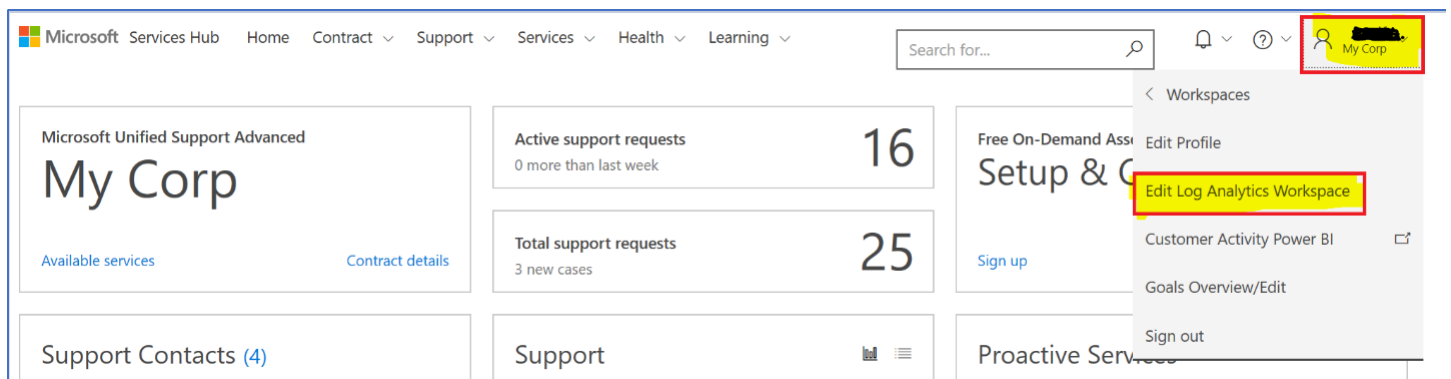 Microsoft Services Hub Home Contract Support Services Health Learning
Search for...
My Corp
Workspaces
Edit Profile
Edit Log Analytics Workspace
Customer Activity Power BI
Goals Overview/Edit
Sign out
Microsoft Unified Support Advanced
My Corp
Available services Contract details
Active support requests 16
0 more than last week
Total support requests 25
3 new cases
Free On-Demand
Setup &
Sign up
Support Contacts (4)
Support
Proactive